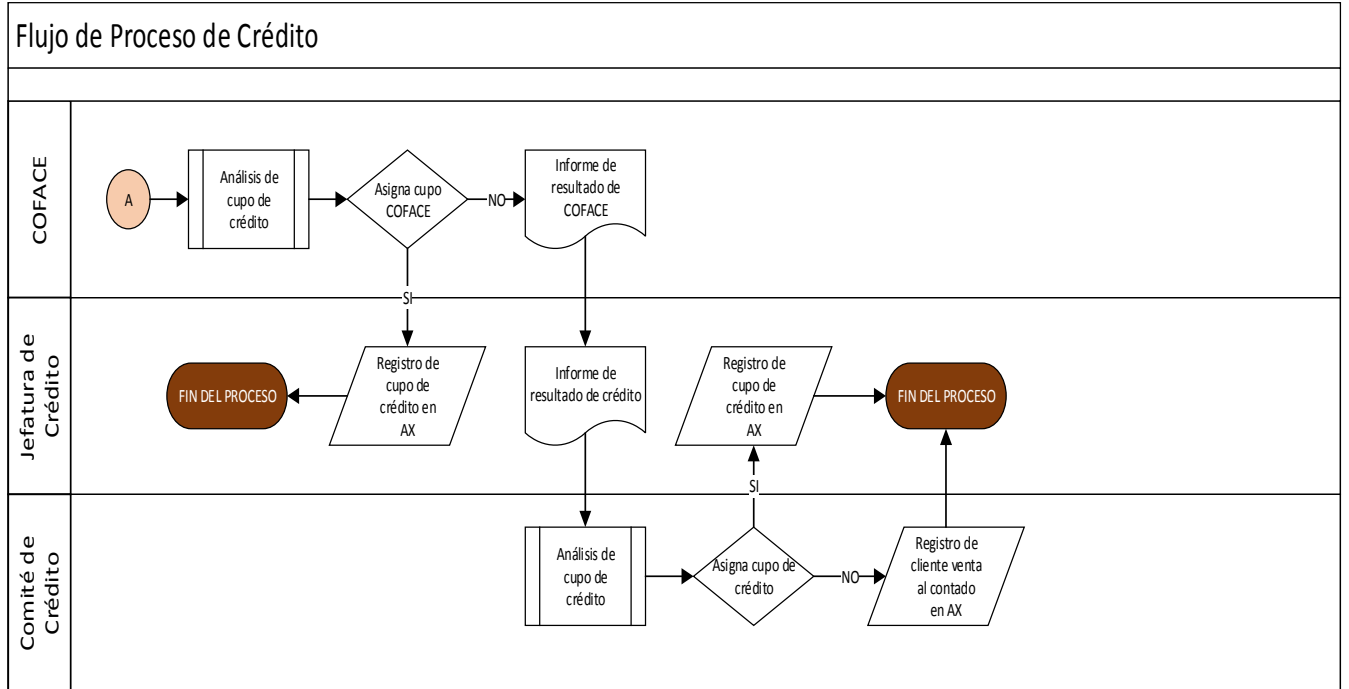 Flujo de Proceso de Crédito
COFACE
A
Análisis de
cupo de
crédito
Asigna cupo
COFACE
NO
Informe de
resultado de
COFACE
SI
Jefatura de
Crédito
FIN DEL PROCESO
Registro de
cupo de
crédito en
AX
Informe de
resultado de crédito
Registro de
cupo de
crédito en
AX
FIN DEL PROCESO
SI
Comité de
Crédito
Análisis de
cupo de
crédito
Asigna cupo de
crédito
NO
Registro de
cliente venta
al contado
en AX